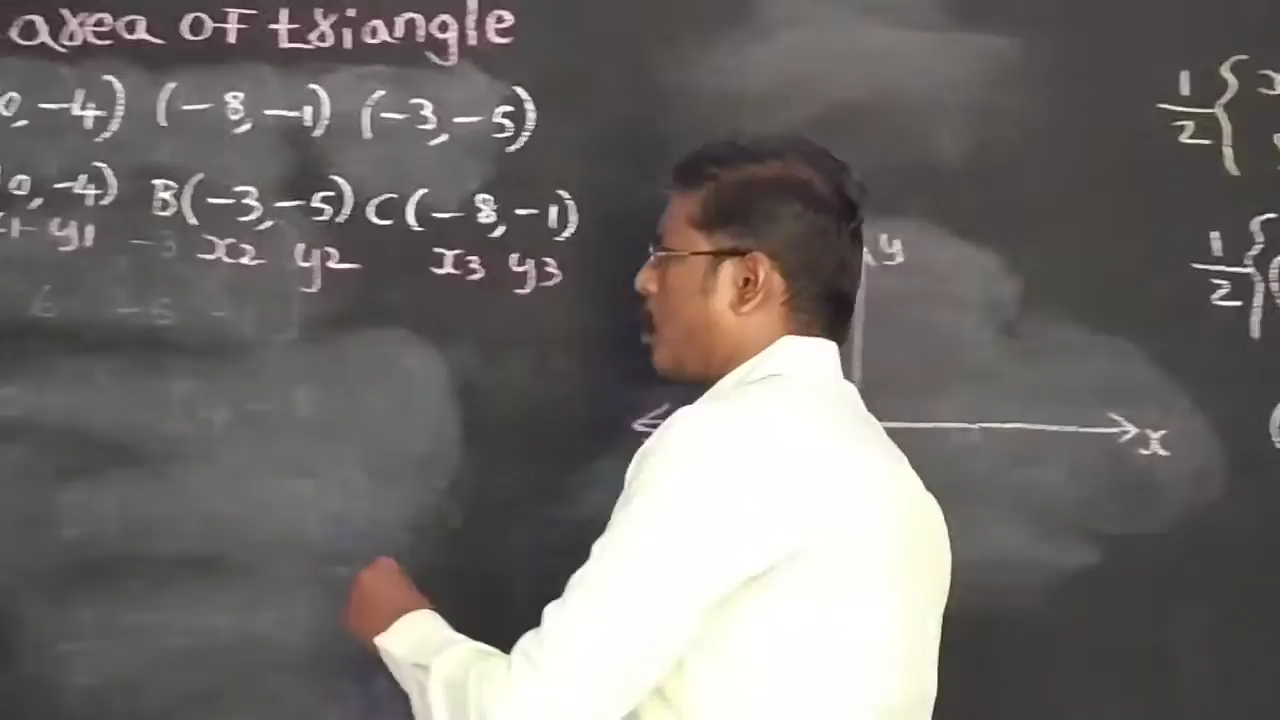 area of triangle
0,-4) (-8,-1) (-3,-5)
0,-4) B(-3,-5) C(-8,-1)
y1 x2 y2 x3 y3
y
x
1/2 {
1/2 {